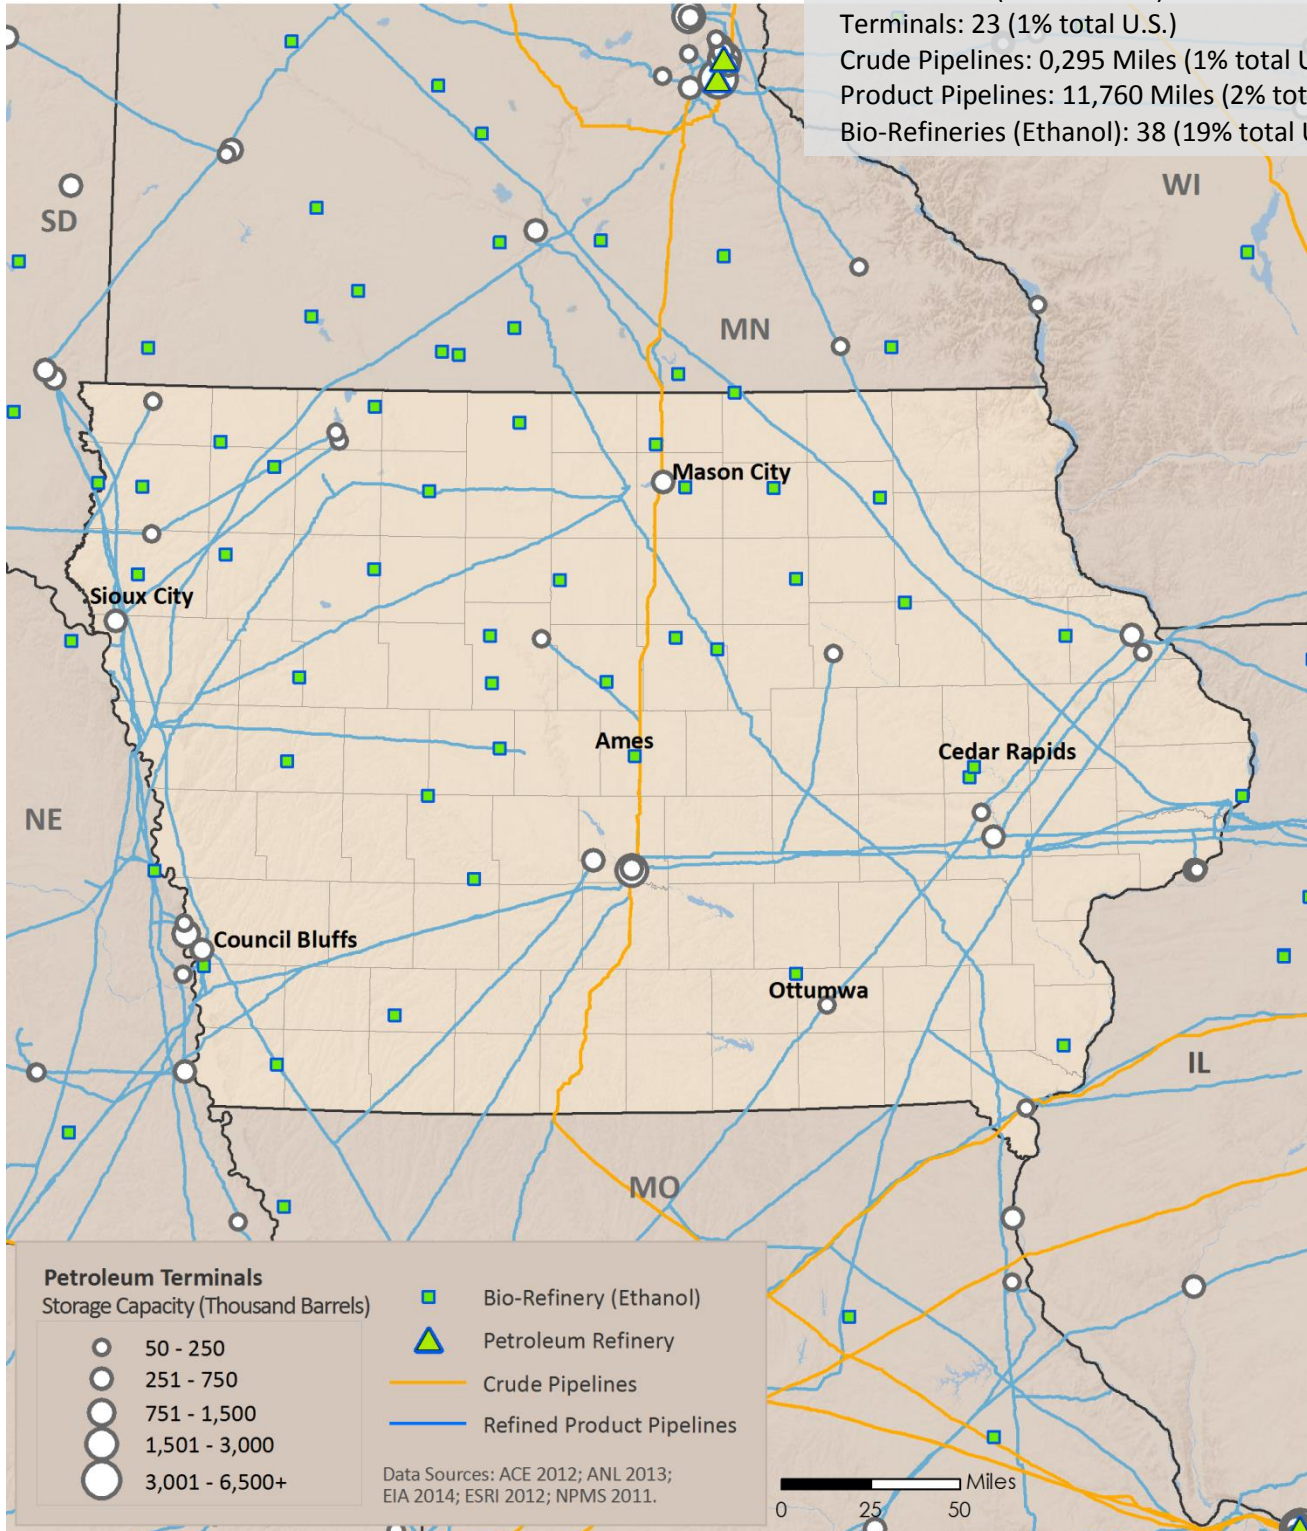 Terminals: 23 (1% total U.S.)
Crude Pipelines: 0,295 Miles (1% total U
Product Pipelines: 11,760 Miles (2% tot
Bio-Refineries (Ethanol): 38 (19% total U
WI
SD
MN
Mason City
Sioux City
Ames
Cedar Rapids
NE
Council Bluffs
Ottumwa
IL
MO
Petroleum Terminals
Storage Capacity (Thousand Barrels)
50 - 250
251 - 750
751 - 1,500
1,501 - 3,000
3,001 - 6,500+
Bio-Refinery (Ethanol)
Petroleum Refinery
Crude Pipelines
Refined Product Pipelines
Data Sources: ACE 2012; ANL 2013;
EIA 2014; ESRI 2012; NPMS 2011.
Miles
0 25 50